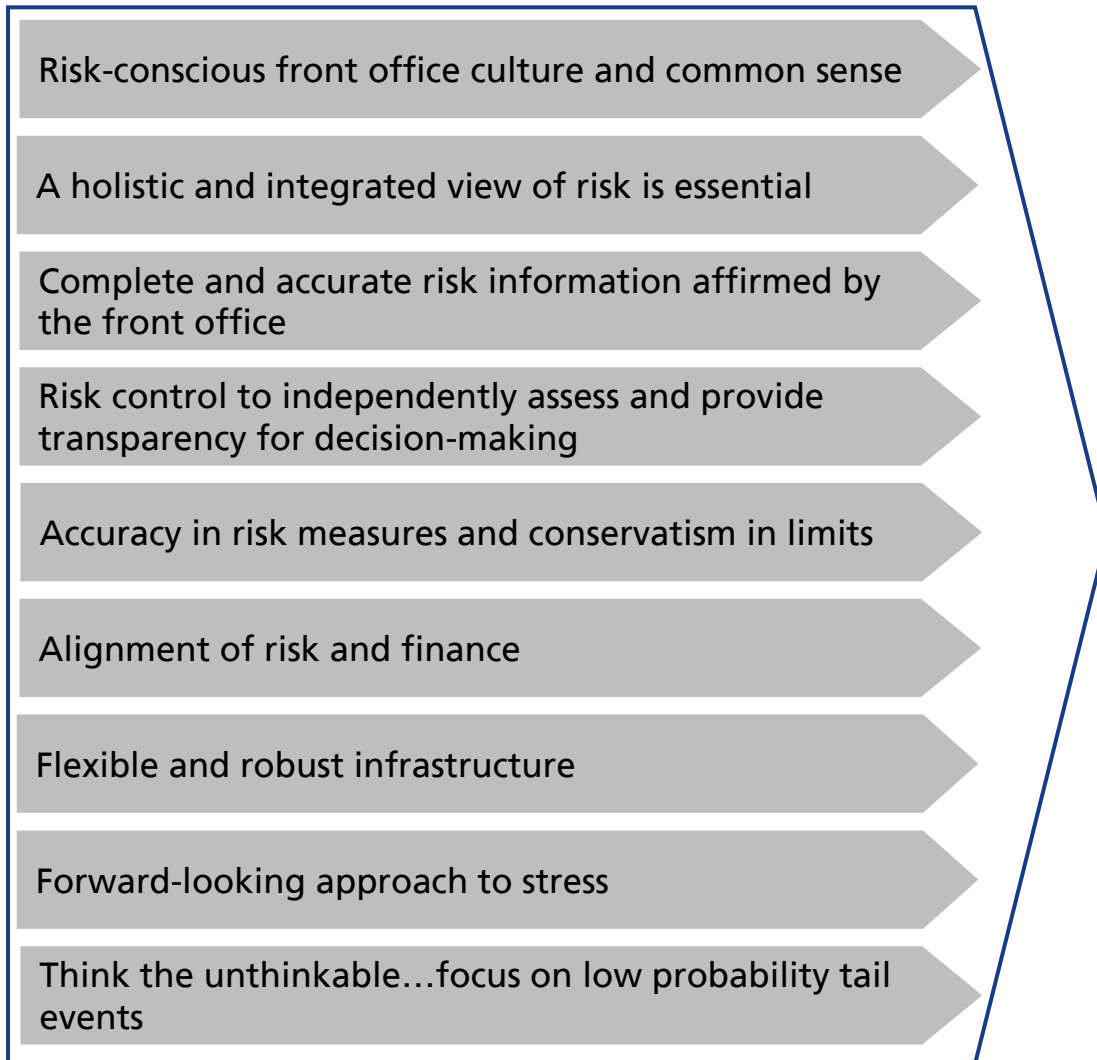 Risk-conscious front office culture and common sense
A holistic and integrated view of risk is essential
Complete and accurate risk information affirmed by
the front office
Risk control to independently assess and provide
transparency for decision-making
Accuracy in risk measures and conservatism in limits
Alignment of risk and finance
Flexible and robust infrastructure
Forward-looking approach to stress
Think the unthinkable…focus on low probability tail
events